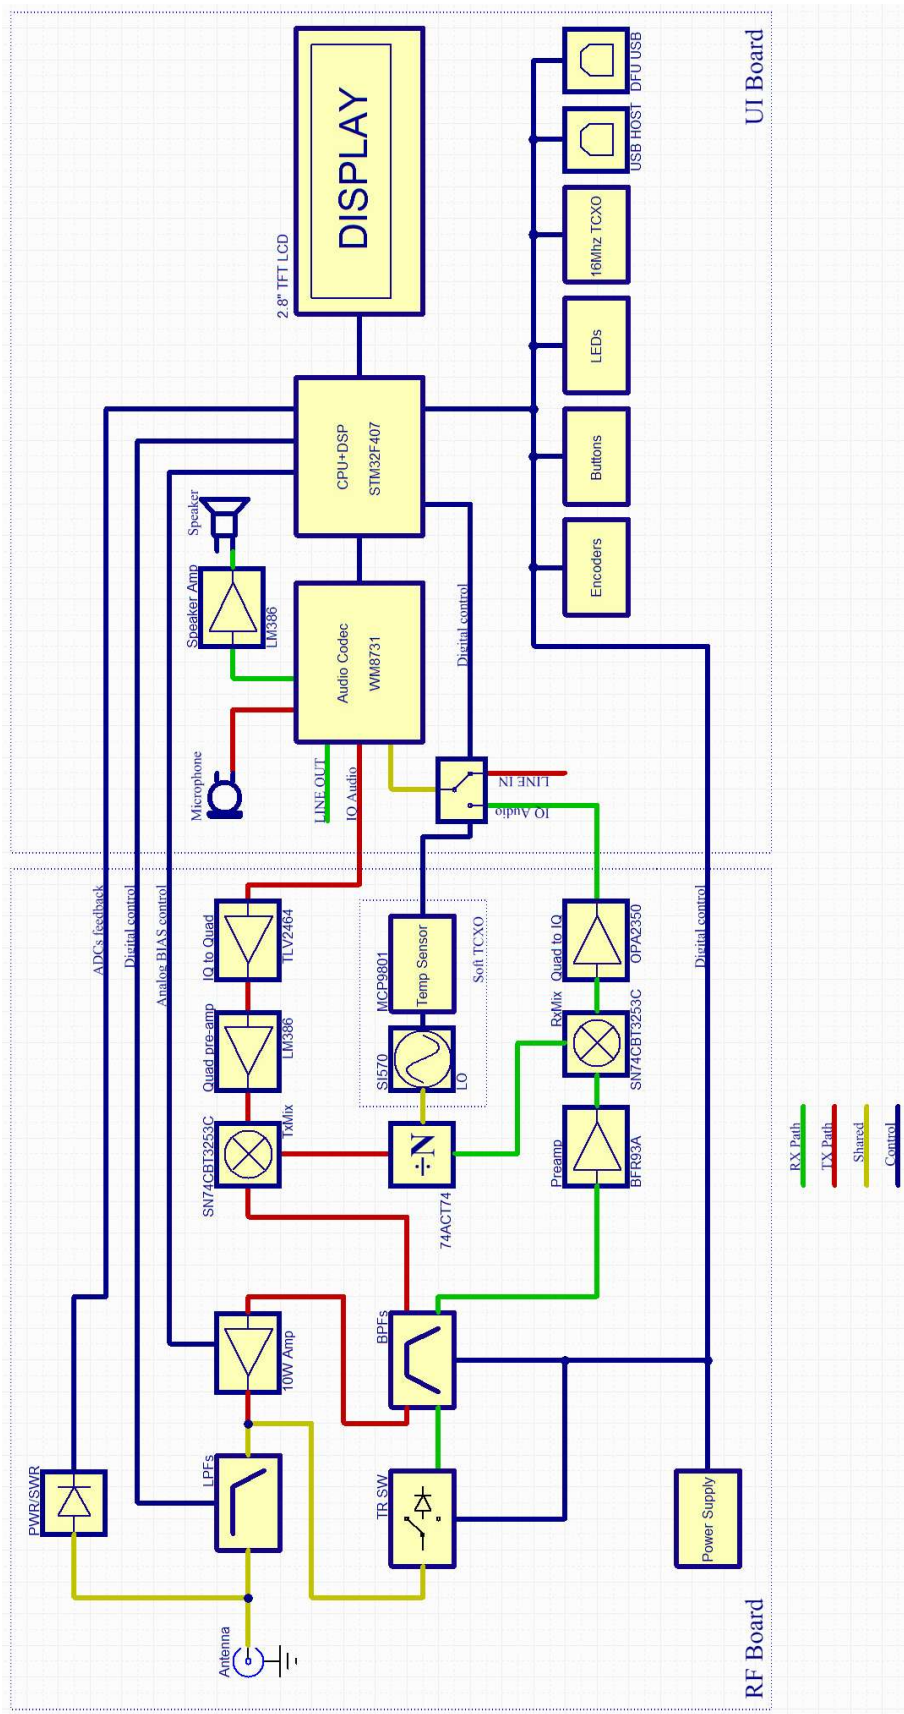 PWR/SWR
ADCs feedback
Digital control
Analog BIAS control
Antenna
LPFs
10W Amp
SN74CBT3253C
TxMix
Quad pre-amp
LM386
IQ to Quad
TLV2464
Microphone
Speaker Amp
LM386
Speaker
2.8" TFT LCD
DISPLAY
LINE OUT
IQ Audio
Audio Codec
WM8731
CPU+DSP
STM32F407
TR SW
BPFs
74ACT74
÷N
SI570
LO
MCP9801
Temp Sensor
Soft TCXO
IQ Audio
LINE IN
Digital control
Preamp
BFR93A
RxMix
SN74CBT3253C
Quad to IQ
OPA2350
Encoders
Buttons
LEDs
16Mhz TCXO
USB HOST
DFU USB
Power Supply
Digital control
RF Board
UI Board
RX Path
TX Path
Shared
Control